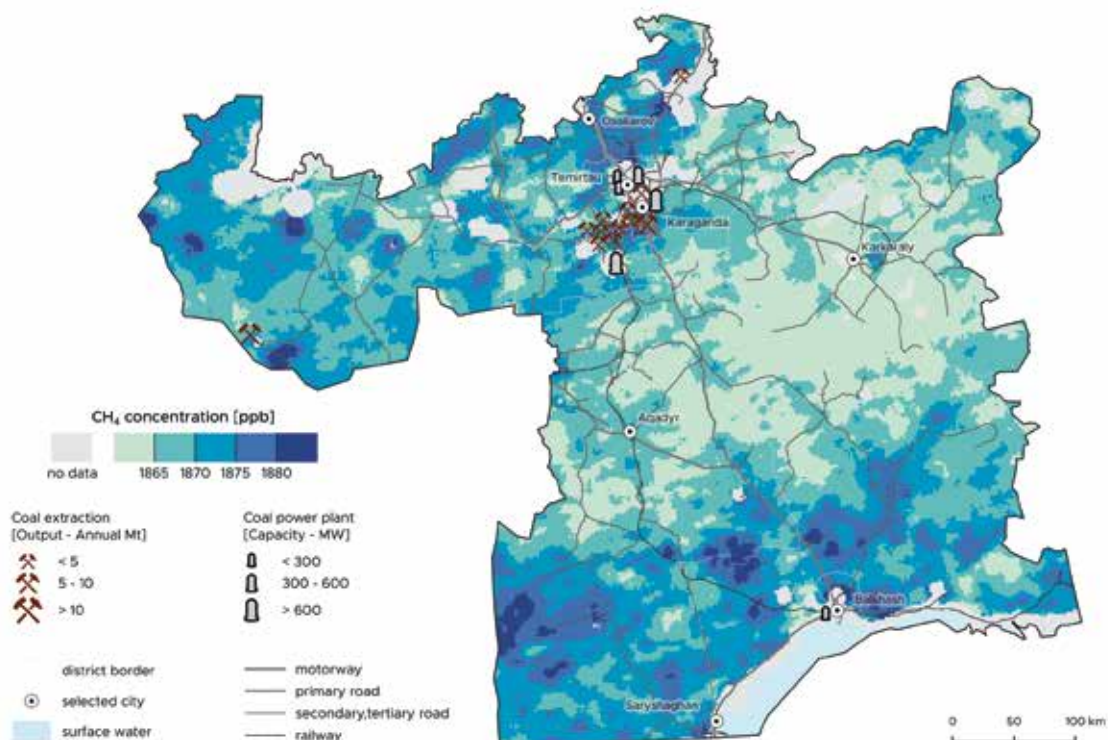 Osakarov
Temirtau
Karaganda
Karkaraly
Aqadyr
Balkhash
Saryshaghan
CH₄ concentration [ppb]
no data
1865 1870 1875 1880
Coal extraction
[Output - Annual Mt]
< 5
5 - 10
> 10
Coal power plant
[Capacity - MW]
< 300
300 - 600
> 600
district border
selected city
surface water
motorway
primary road
secondary,tertiary road
railway
0 50 100 km